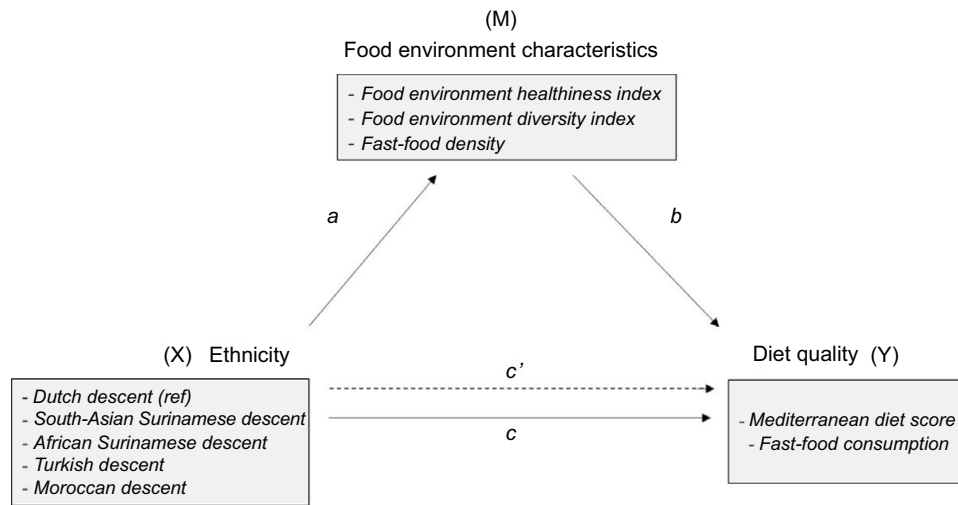 (M)
Food environment characteristics
- Food environment healthiness index
- Food environment diversity index
- Fast-food density
a
b
(X) Ethnicity
Diet quality (Y)
- Dutch descent (ref)
- South-Asian Surinamese descent
- African Surinamese descent
- Turkish descent
- Moroccan descent
c’
c
- Mediterranean diet score
- Fast-food consumption